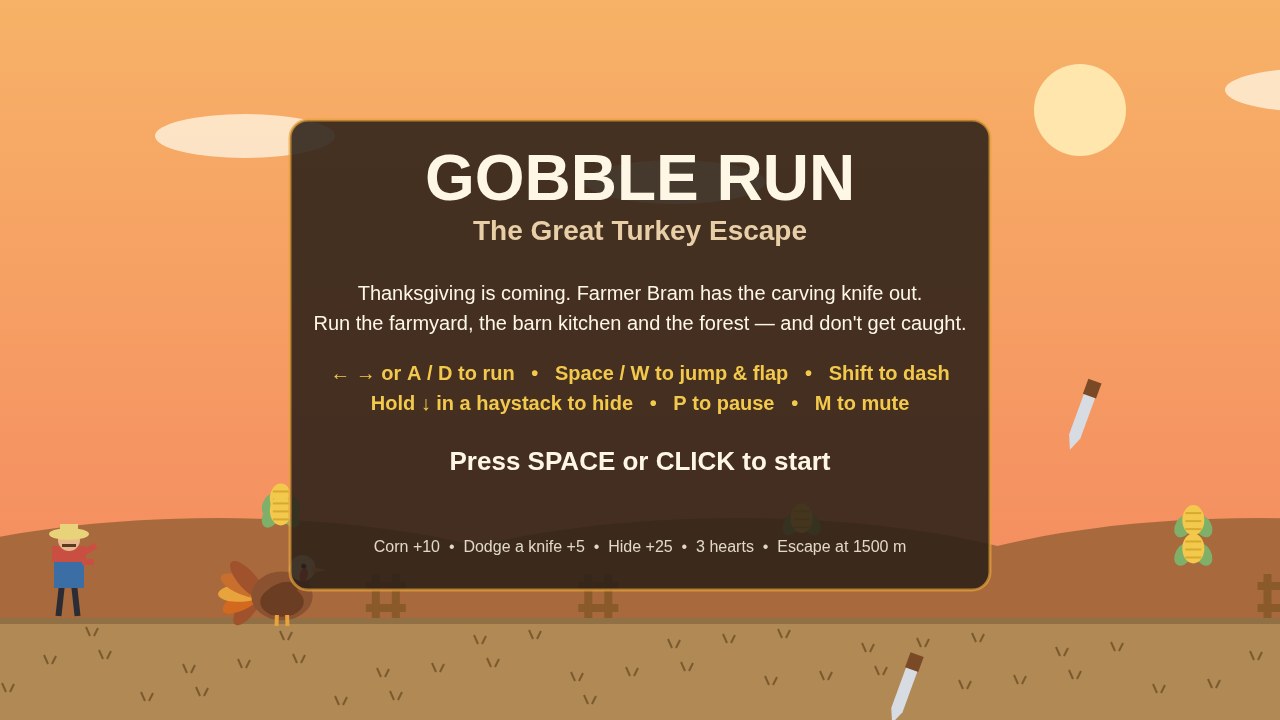 GOBBLE RUN
The Great Turkey Escape
Thanksgiving is coming. Farmer Bram has the carving knife out.
Run the farmyard, the barn kitchen and the forest — and don't get caught.
← → or A / D to run • Space / W to jump & flap • Shift to dash
Hold ↓ in a haystack to hide • P to pause • M to mute
Press SPACE or CLICK to start
Corn +10 • Dodge a knife +5 • Hide +25 • 3 hearts • Escape at 1500 m